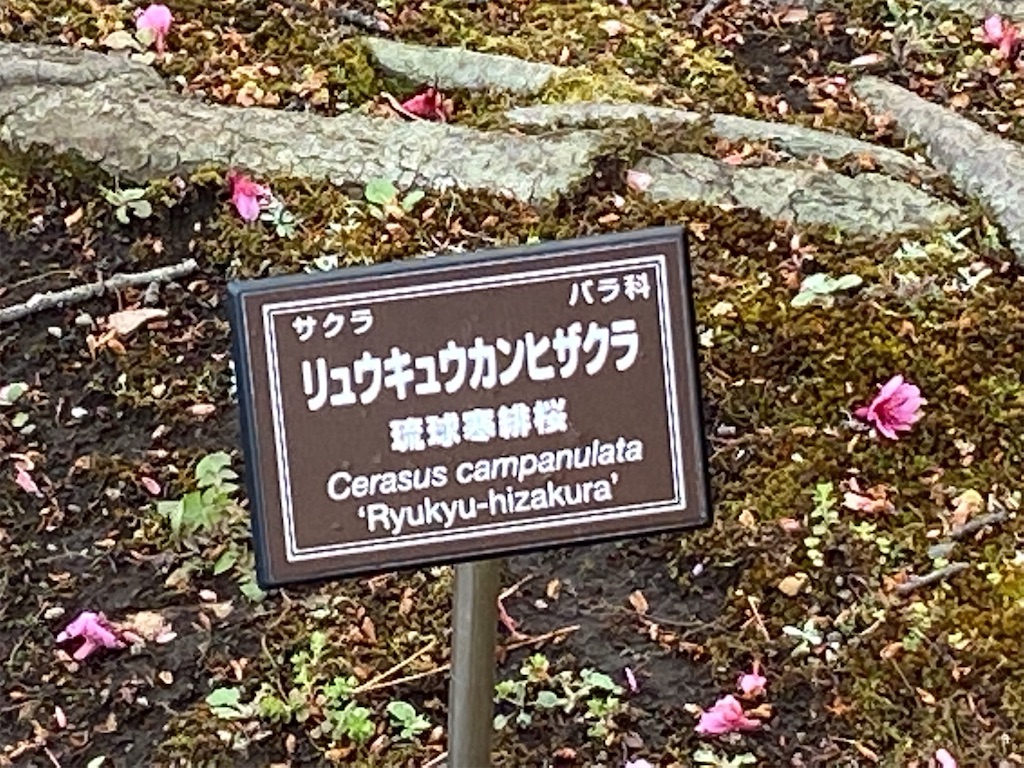 サクラ バラ科
リュウキュウカンヒザクラ
琉球寒緋桜
Cerasus campanulata
‘Ryukyu-hizakura’